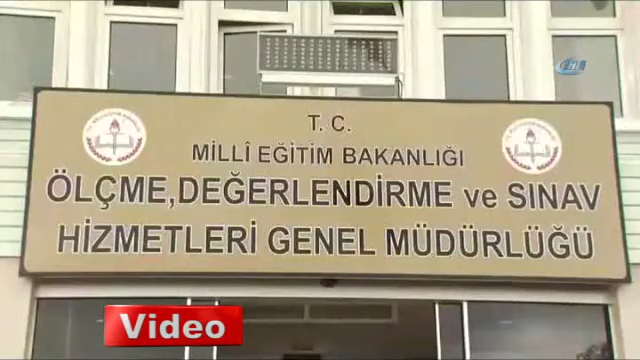 T. C.
MİLLÎ EĞİTİM BAKANLIĞI
ÖLÇME,DEĞERLENDİRME ve SINAV
HİZMETLERİ GENEL MÜDÜRLÜĞÜ
Video